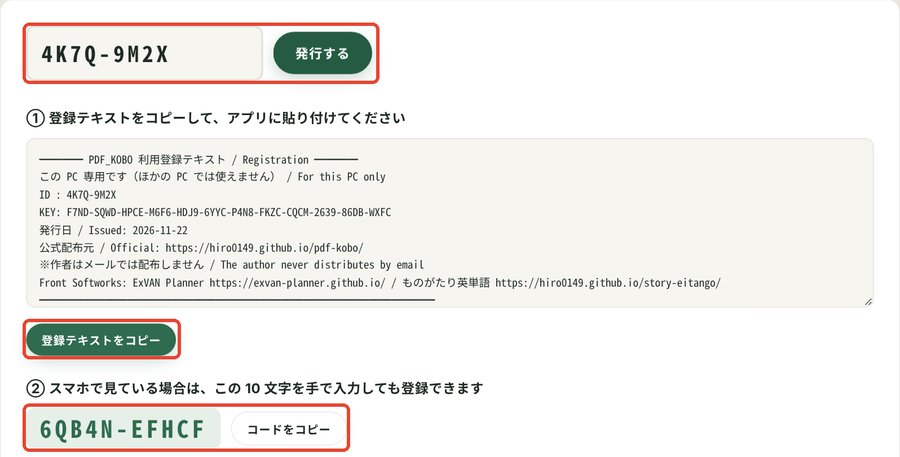 4K7Q-9M2X
発行する
① 登録テキストをコピーして、アプリに貼り付けてください
──────── PDF_KOBO 利用登録テキスト / Registration ────────
この PC 専用です（ほかの PC では使えません） / For this PC only
ID : 4K7Q-9M2X
KEY: F7ND-SQWD-HPCE-M6F6-HDJ9-6YYC-P4N8-FKZC-CQCM-2639-86DB-WXFC
発行日 / Issued: 2026-11-22
公式配布元 / Official: https://hiro0149.github.io/pdf-kobo/
※作者はメールでは配布しません / The author never distributes by email
Front Softworks: ExVAN Planner https://exvan-planner.github.io/ / ものがたり英単語 https://hiro0149.github.io/story-eitango/
登録テキストをコピー
② スマホで見ている場合は、この 10 文字を手で入力しても登録できます
6QB4N-EFHCF
コードをコピー